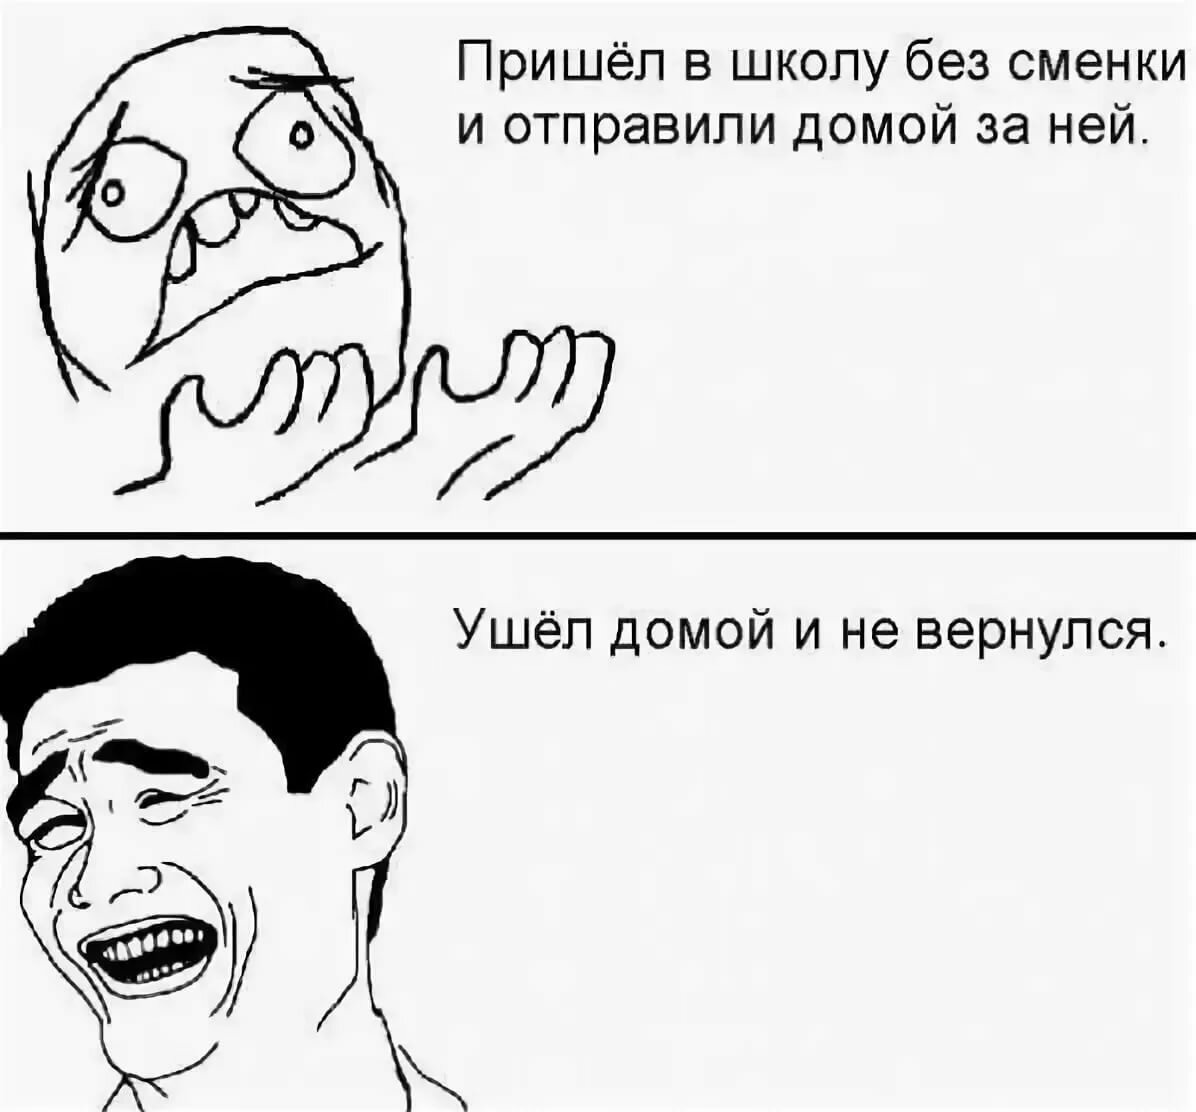 Пришёл в школу без сменки
и отправили домой за ней.
Ушёл домой и не вернулся.